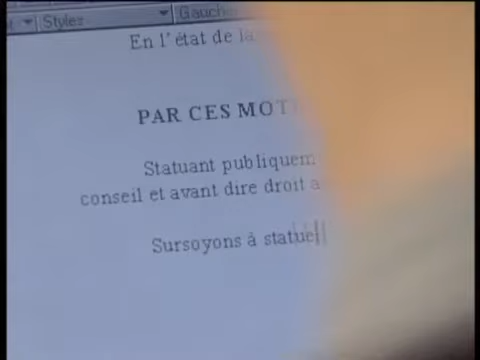 Styles Gauche
En l'état de la
PAR CES MOT
Statuant publiquem
conseil et avant dire droit a
Sursoyons à statue